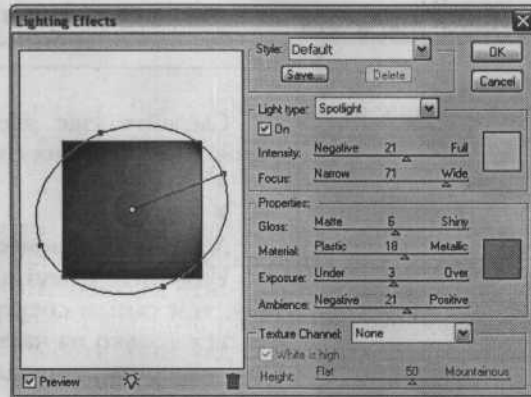 Lighting Effects
Style: Default
Save... Delete
OK
Cancel
Light type: Spotlight
On
Intensity: Negative 21 Full
Focus: Narrow 71 Wide
Properties:
Gloss: Matte 6 Shiny
Material: Plastic 18 Metallic
Exposure: Under 3 Over
Ambience: Negative 21 Positive
Texture Channel: None
White is high
Height: Flat 50 Mountainous
Preview